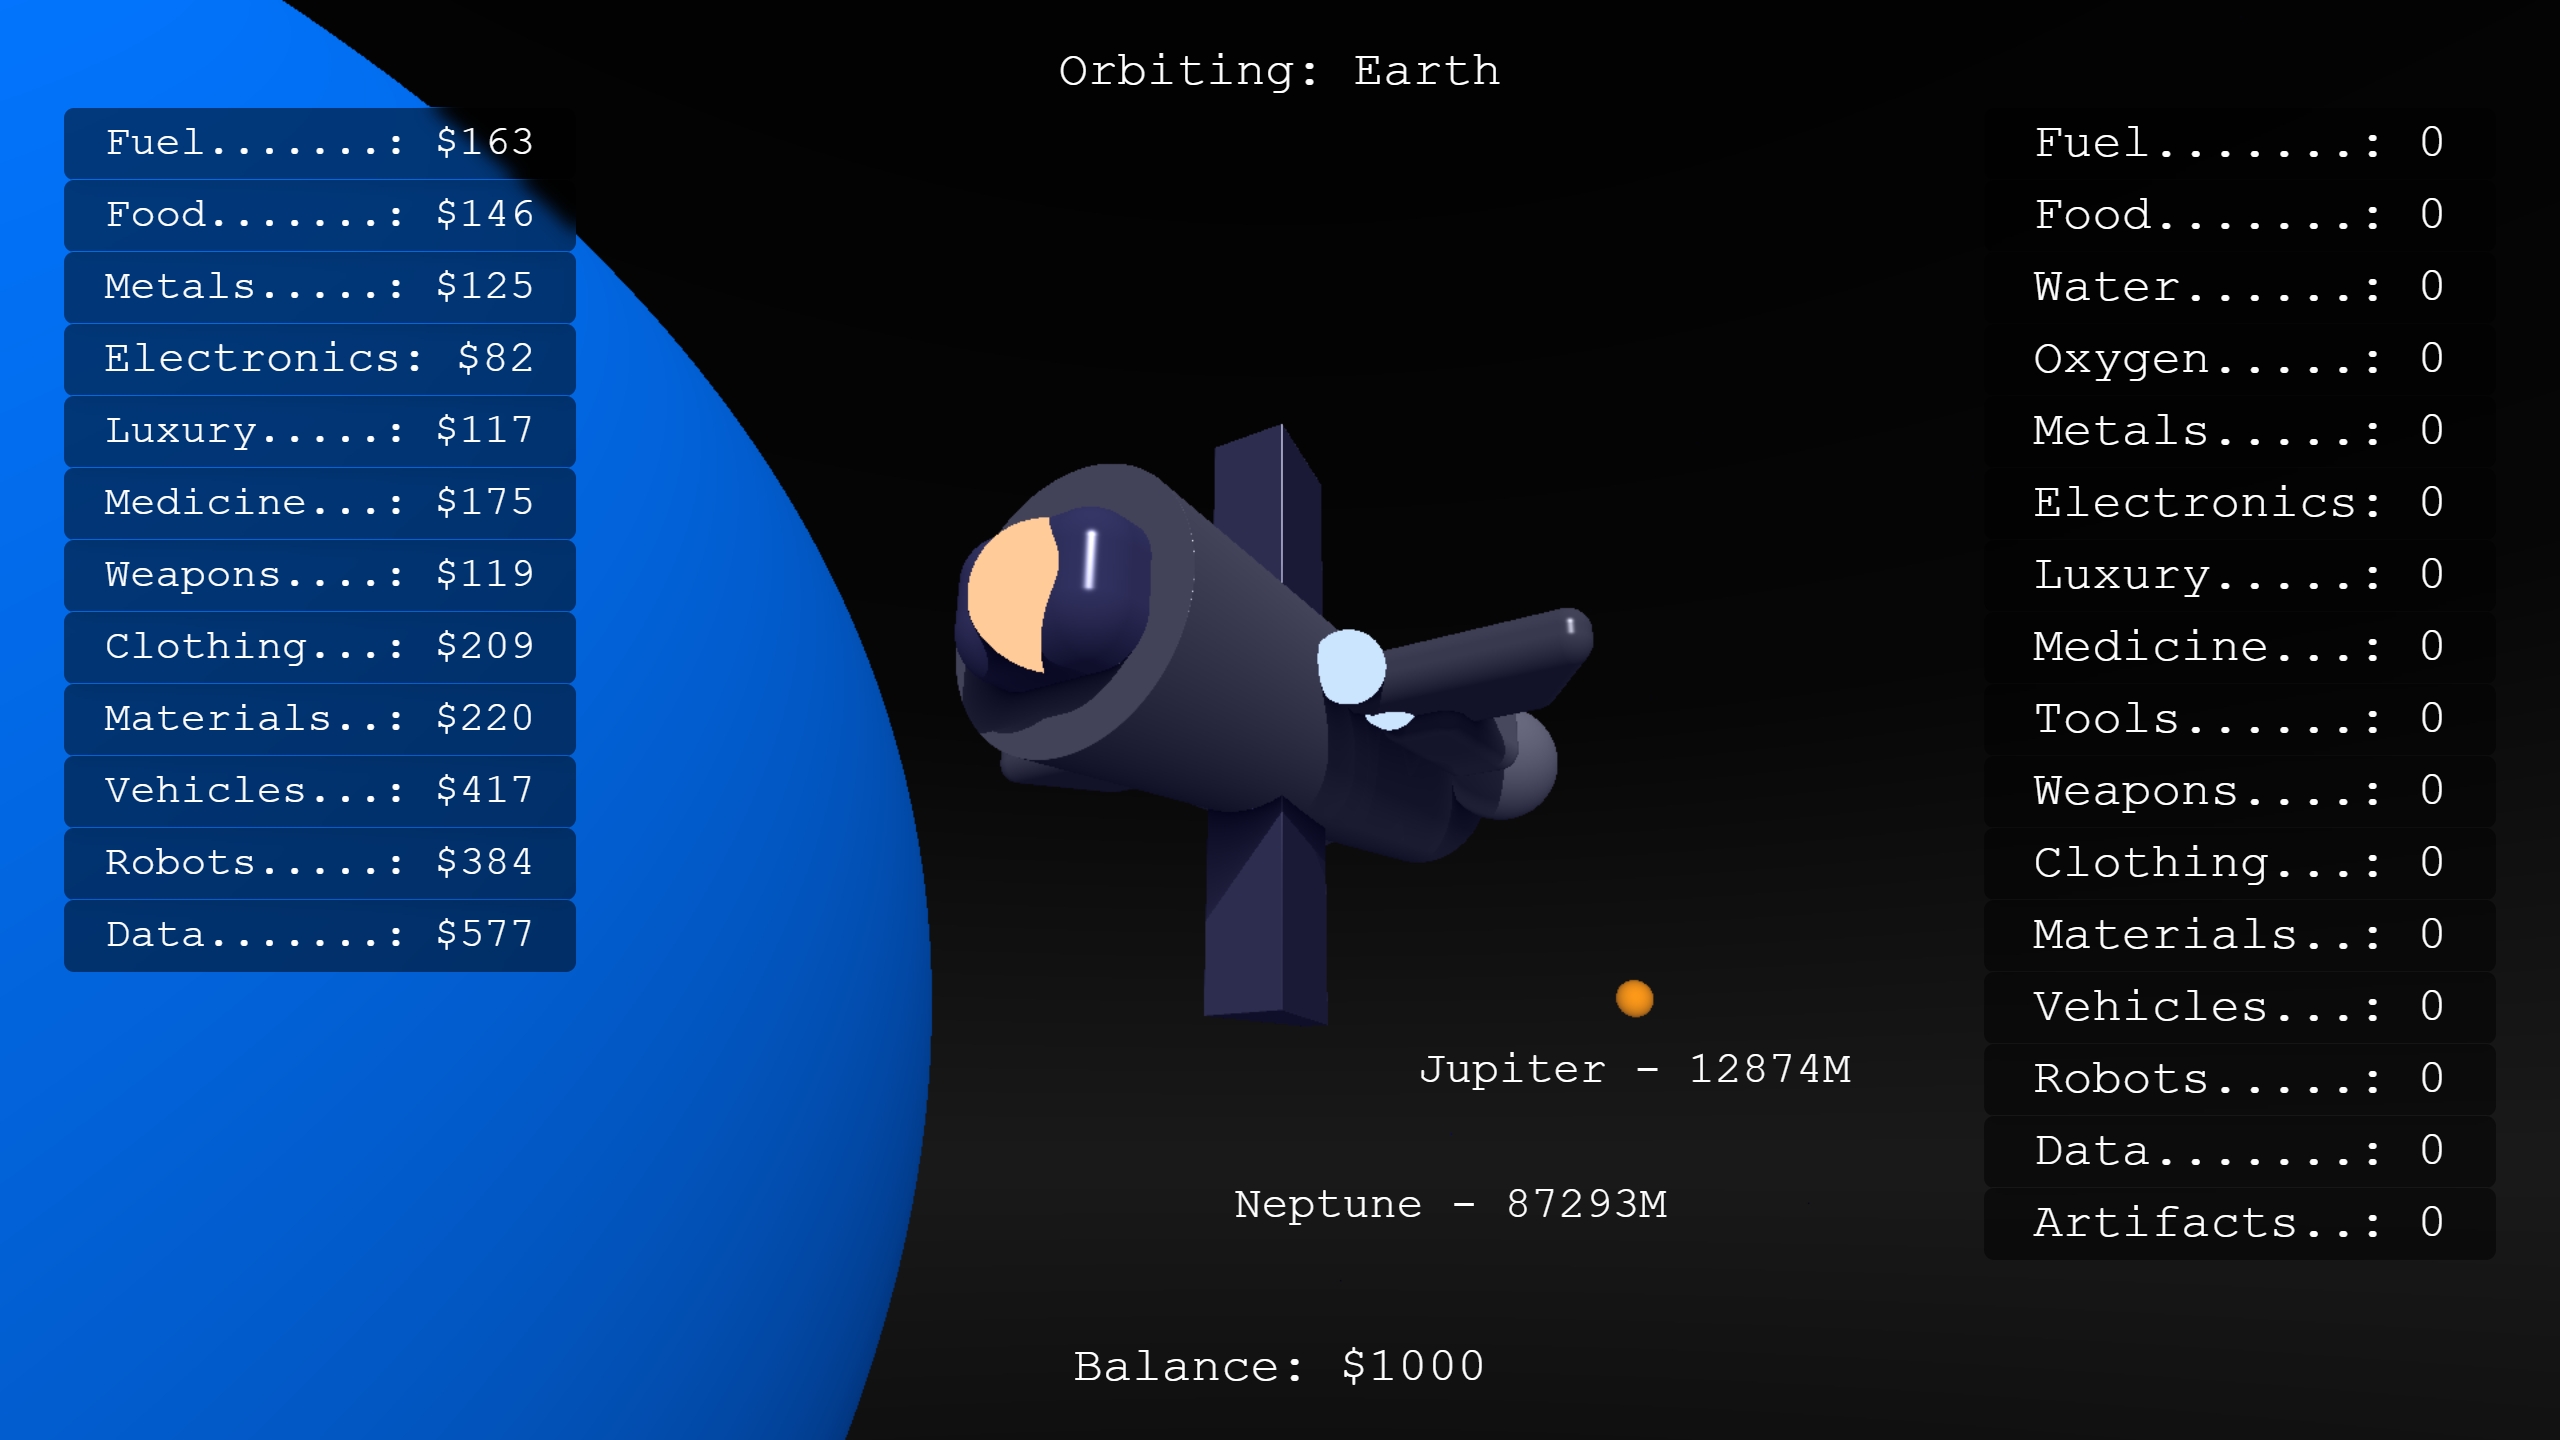 Orbiting: Earth
Fuel.......: $163
Food.......: $146
Metals.....: $125
Electronics: $82
Luxury.....: $117
Medicine...: $175
Weapons....: $119
Clothing...: $209
Materials..: $220
Vehicles...: $417
Robots.....: $384
Data.......: $577
Fuel.......: 0
Food.......: 0
Water......: 0
Oxygen.....: 0
Metals.....: 0
Electronics: 0
Luxury.....: 0
Medicine...: 0
Tools......: 0
Weapons....: 0
Clothing...: 0
Materials..: 0
Vehicles...: 0
Robots.....: 0
Data.......: 0
Artifacts..: 0
Jupiter - 12874M
Neptune - 87293M
Balance: $1000